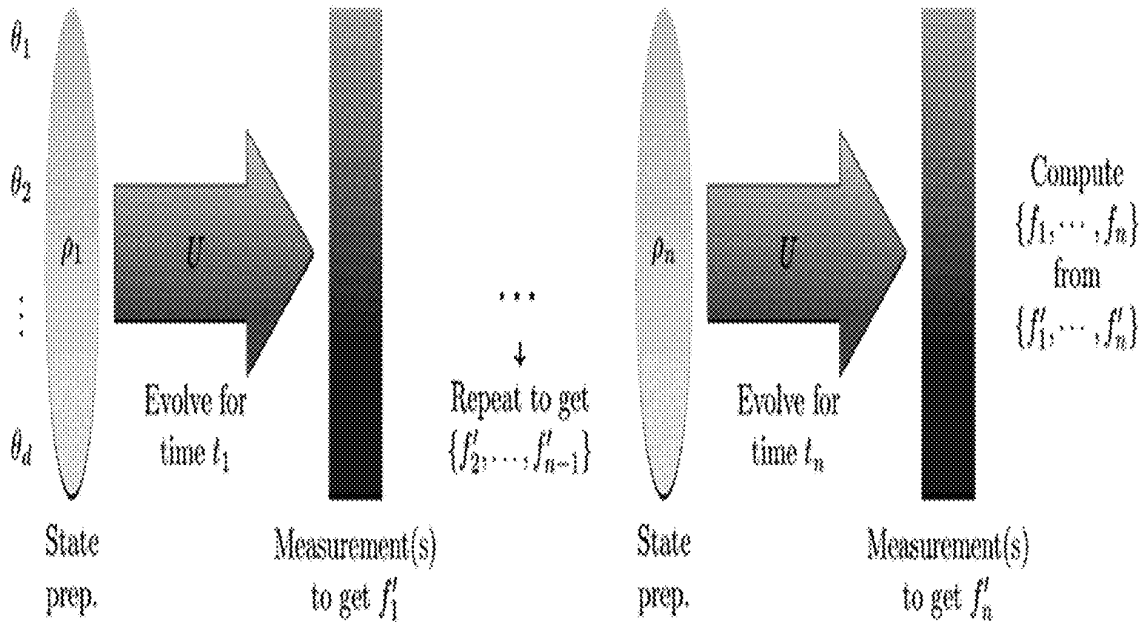 θ₁
θ₂
⋮
θ_d
ρ₁
U
Evolve for
time t₁
State
prep.
Measurement(s)
to get f′₁
⋯
↓
Repeat to get
{f′₂,…,f′ₙ₋₁}
ρₙ
U
Evolve for
time tₙ
State
prep.
Measurement(s)
to get f′ₙ
Compute
{f₁,⋯,fₙ}
from
{f′₁,⋯,f′ₙ}